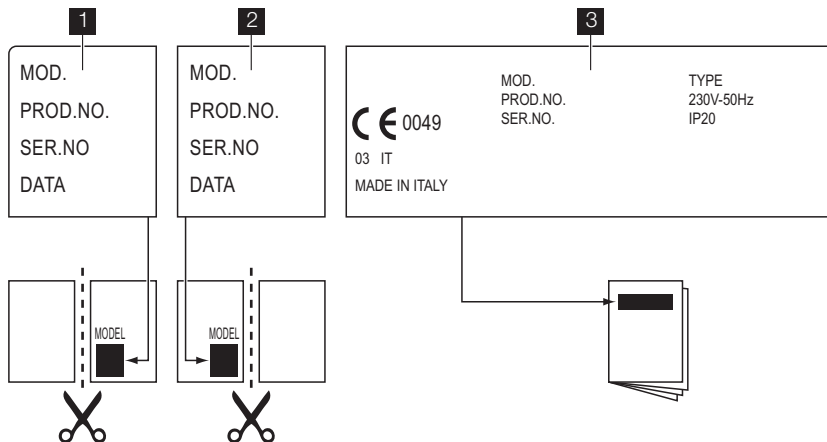 1
MOD.
PROD.NO.
SER.NO
DATA
MODEL
2
MOD.
PROD.NO.
SER.NO
DATA
MODEL
3
CE 0049
03 IT
MADE IN ITALY
MOD.
PROD.NO.
SER.NO.
TYPE
230V-50Hz
IP20